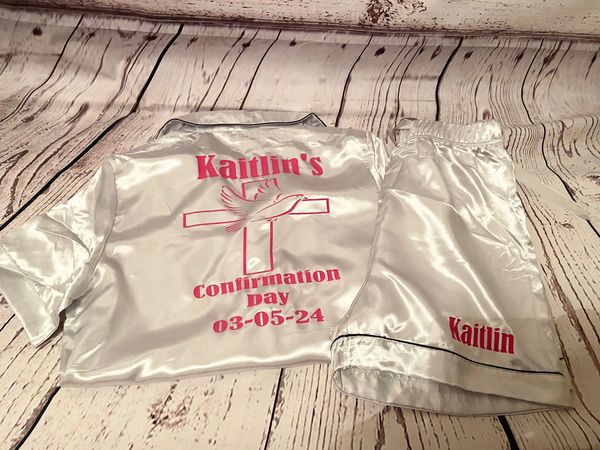 Kaitlin's
Confirmation
Day
03-05-24
Kaitlin